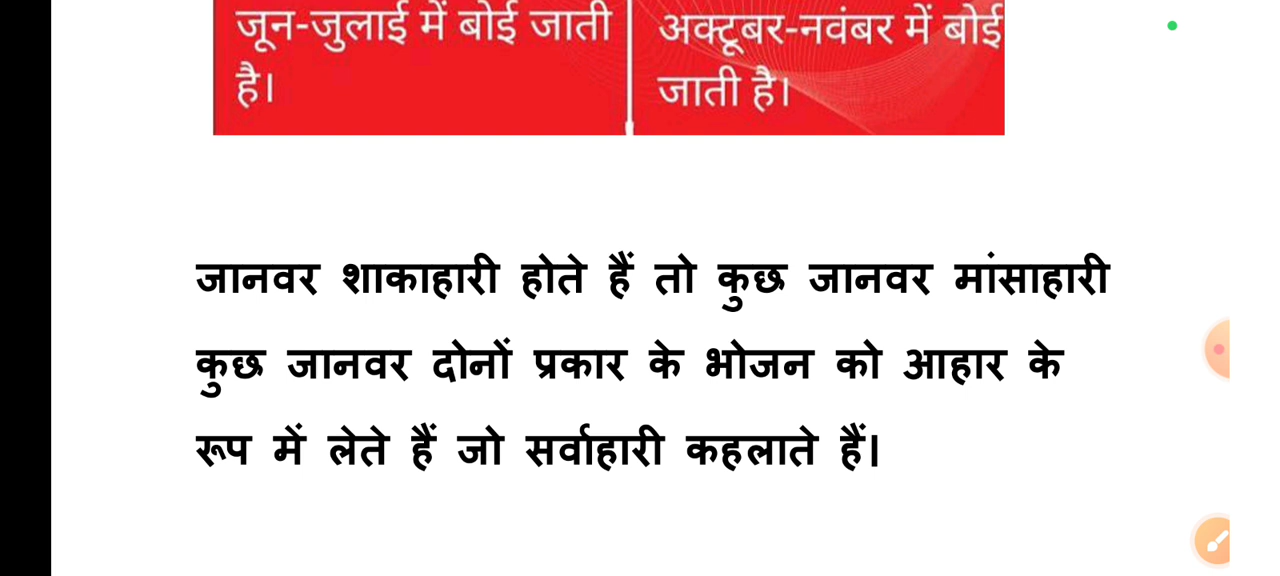 जून-जुलाई में बोई जाती
है।
अक्टूबर-नवंबर में बोई
जाती है।
जानवर शाकाहारी होते हैं तो कुछ जानवर मांसाहारी
कुछ जानवर दोनों प्रकार के भोजन को आहार के
रूप में लेते हैं जो सर्वाहारी कहलाते हैं।